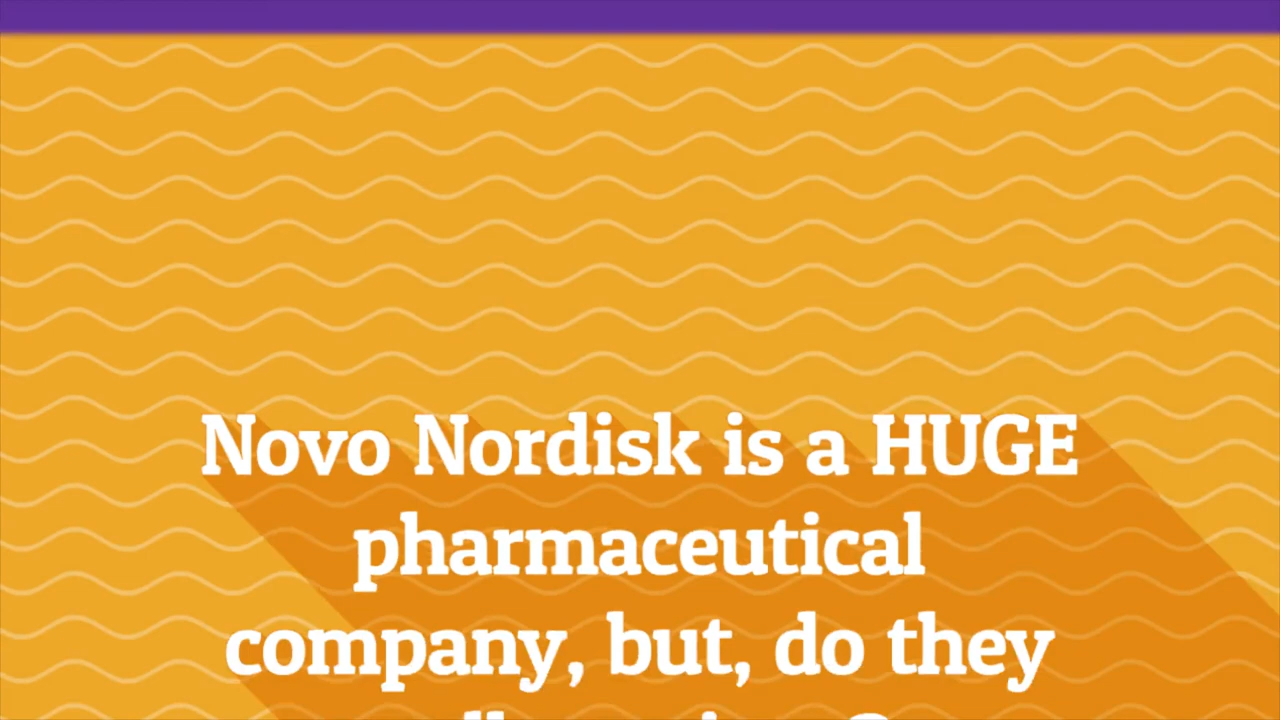 Novo Nordisk is a HUGE
pharmaceutical
company, but, do they